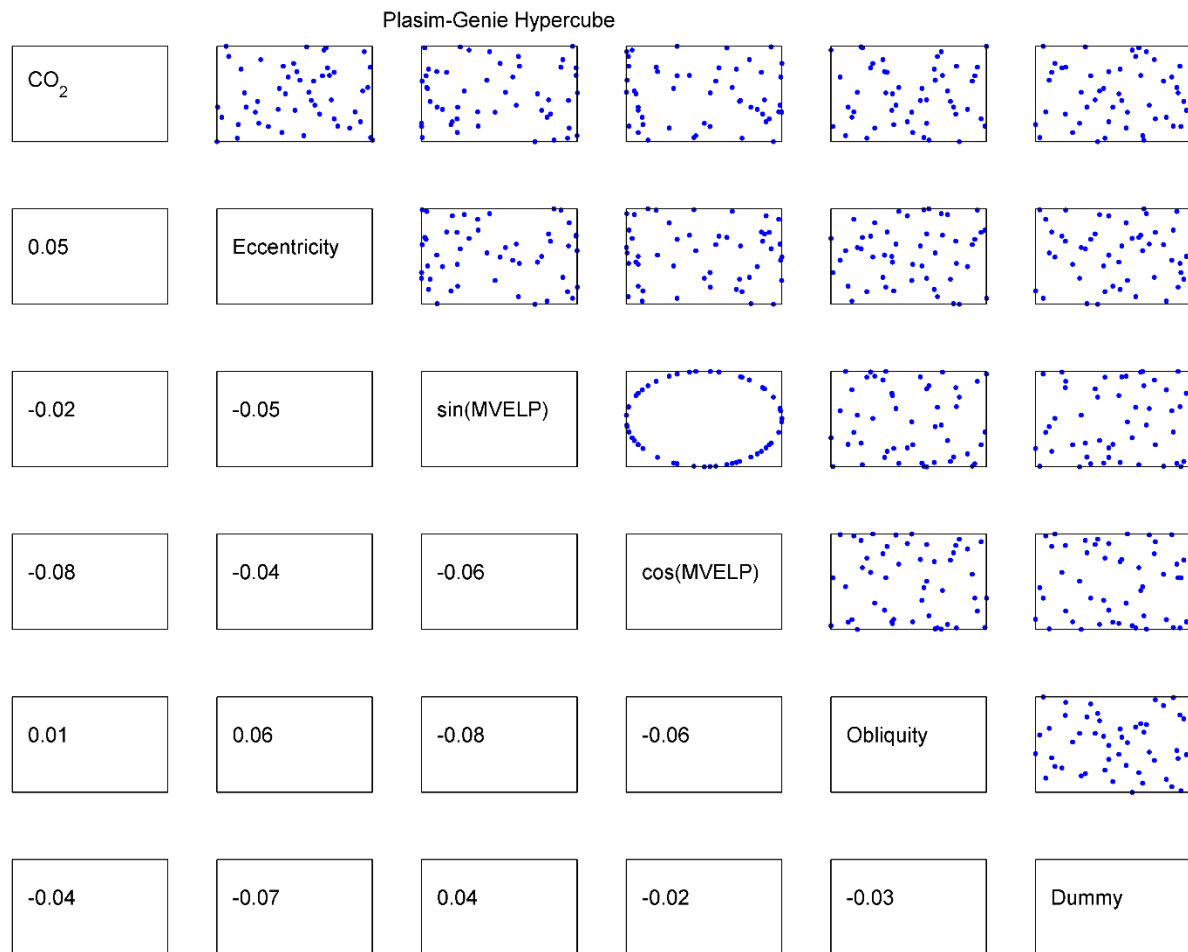 Plasim-Genie Hypercube
CO2
0.05 Eccentricity
-0.02 -0.05 sin(MVELP)
-0.08 -0.04 -0.06 cos(MVELP)
0.01 0.06 -0.08 -0.06 Obliquity
-0.04 -0.07 0.04 -0.02 -0.03 Dummy